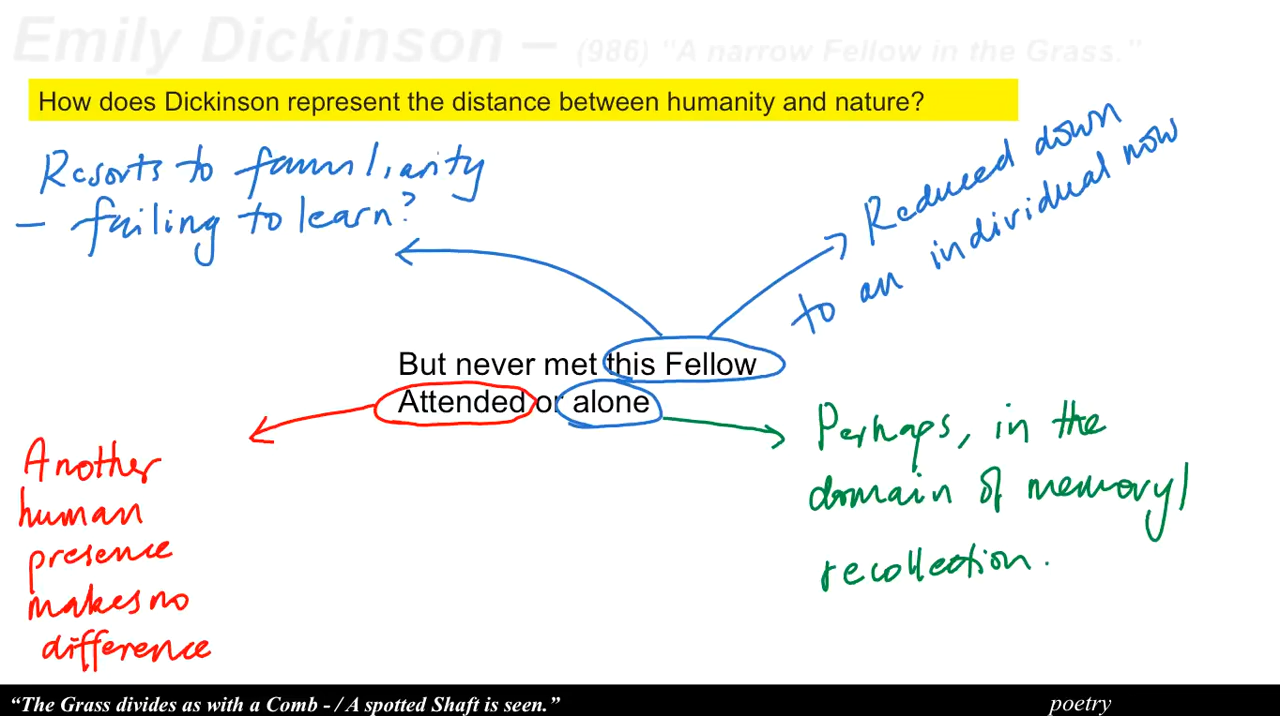 Emily Dickinson – (986) "A narrow Fellow in the Grass."
How does Dickinson represent the distance between humanity and nature?
Resorts to familiarity
– failing to learn?
Reduced down
to an individual now
But never met this Fellow
Attended or alone
Another
human
presence
makes no
difference
Perhaps, in the
domain of memory/
recollection.
“The Grass divides as with a Comb - / A spotted Shaft is seen.”
poetry